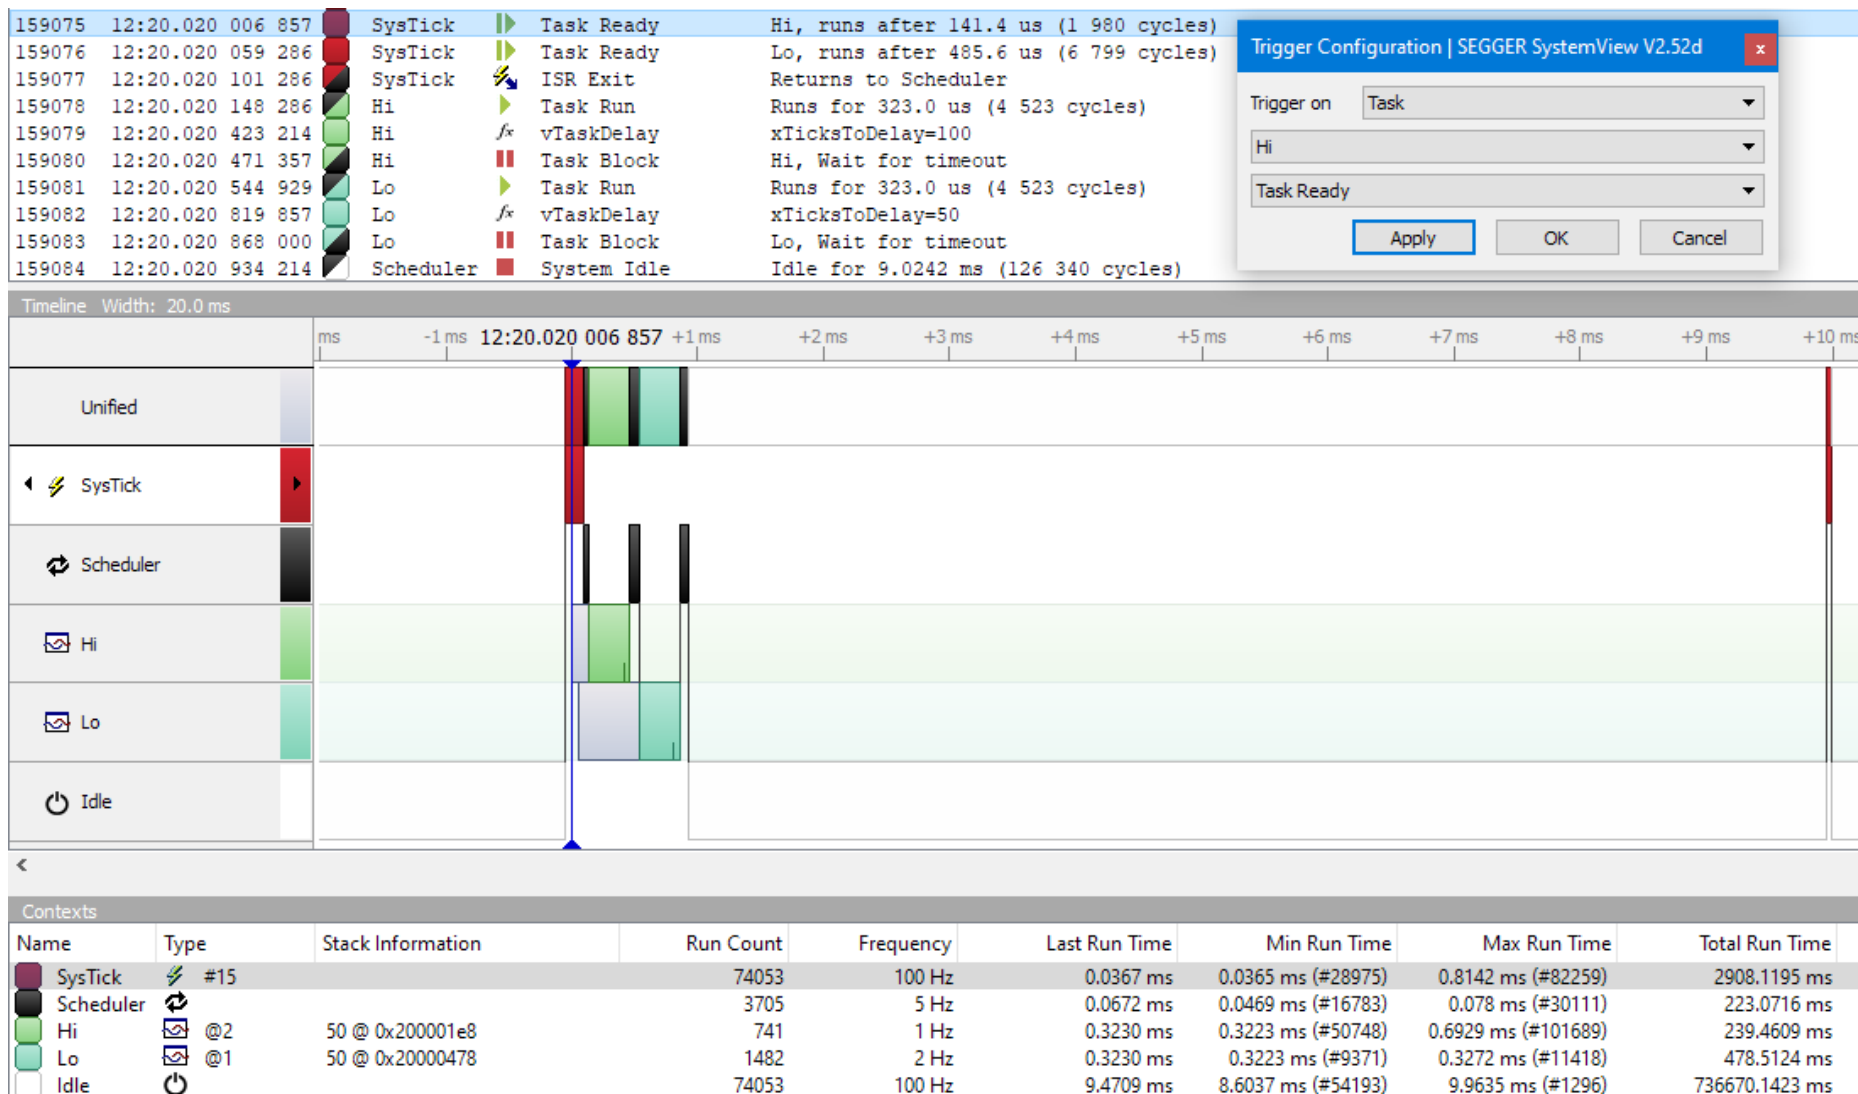 159075 12:20.020 006 857 SysTick Task Ready Hi, runs after 141.4 us (1 980 cycles)
159076 12:20.020 059 286 SysTick Task Ready Lo, runs after 485.6 us (6 799 cycles)
159077 12:20.020 101 286 SysTick ISR Exit Returns to Scheduler
159078 12:20.020 148 286 Hi Task Run Runs for 323.0 us (4 523 cycles)
159079 12:20.020 423 214 Hi fx vTaskDelay xTicksToDelay=100
159080 12:20.020 471 357 Hi Task Block Hi, Wait for timeout
159081 12:20.020 544 929 Lo Task Run Runs for 323.0 us (4 523 cycles)
159082 12:20.020 819 857 Lo fx vTaskDelay xTicksToDelay=50
159083 12:20.020 868 000 Lo Task Block Lo, Wait for timeout
159084 12:20.020 934 214 Scheduler System Idle Idle for 9.0242 ms (126 340 cycles)
Trigger Configuration | SEGGER SystemView V2.52d x
Trigger on Task
Hi
Task Ready
Apply OK Cancel
Timeline Width: 20.0 ms
ms -1 ms 12:20.020 006 857 +1 ms +2 ms +3 ms +4 ms +5 ms +6 ms +7 ms +8 ms +9 ms +10 ms
Unified
SysTick
Scheduler
Hi
Lo
Idle
Contexts
Name Type Stack Information Run Count Frequency Last Run Time Min Run Time Max Run Time Total Run Time
SysTick #15 74053 100 Hz 0.0367 ms 0.0365 ms (#28975) 0.8142 ms (#82259) 2908.1195 ms
Scheduler 3705 5 Hz 0.0672 ms 0.0469 ms (#16783) 0.078 ms (#30111) 223.0716 ms
Hi @2 50 @ 0x200001e8 741 1 Hz 0.3230 ms 0.3223 ms (#50748) 0.6929 ms (#101689) 239.4609 ms
Lo @1 50 @ 0x20000478 1482 2 Hz 0.3230 ms 0.3223 ms (#9371) 0.3272 ms (#11418) 478.5124 ms
Idle 74053 100 Hz 9.4709 ms 8.6037 ms (#54193) 9.9635 ms (#1296) 736670.1423 ms